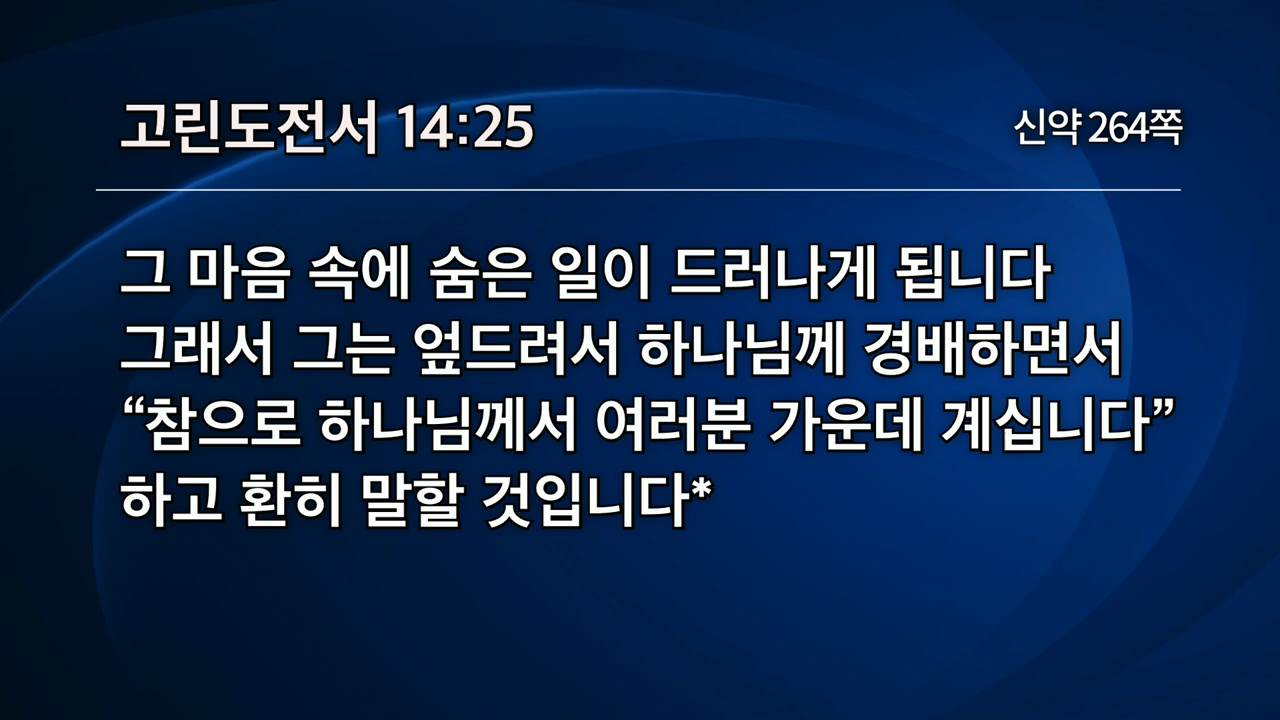 고린도전서 14:25
신약 264쪽
그 마음 속에 숨은 일이 드러나게 됩니다
그래서 그는 엎드려서 하나님께 경배하면서
“참으로 하나님께서 여러분 가운데 계십니다”
하고 환히 말할 것입니다*